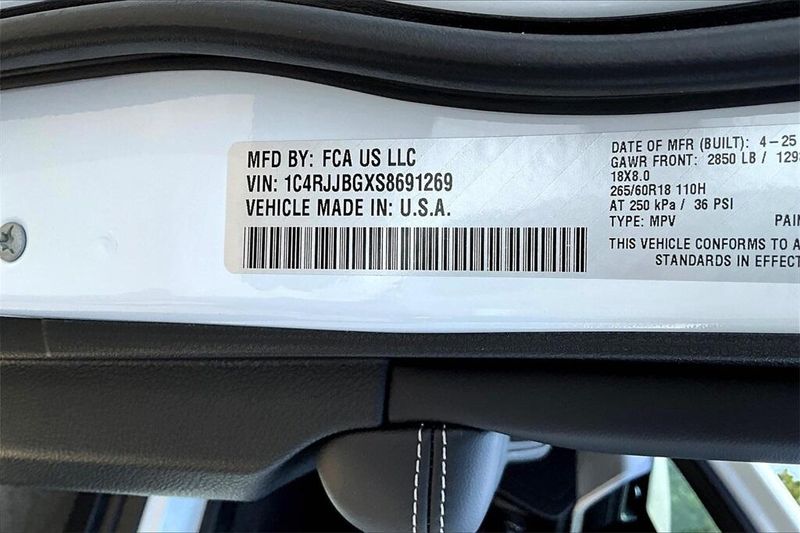 MFD BY: FCA US LLC
VIN: 1C4RJJBGXS8691269
VEHICLE MADE IN: U.S.A.
DATE OF MFR (BUILT): 4-25
GAWR FRONT: 2850 LB / 129
18X8.0
265/60R18 110H
AT 250 kPa / 36 PSI
TYPE: MPV PAIN
THIS VEHICLE CONFORMS TO A
STANDARDS IN EFFECT